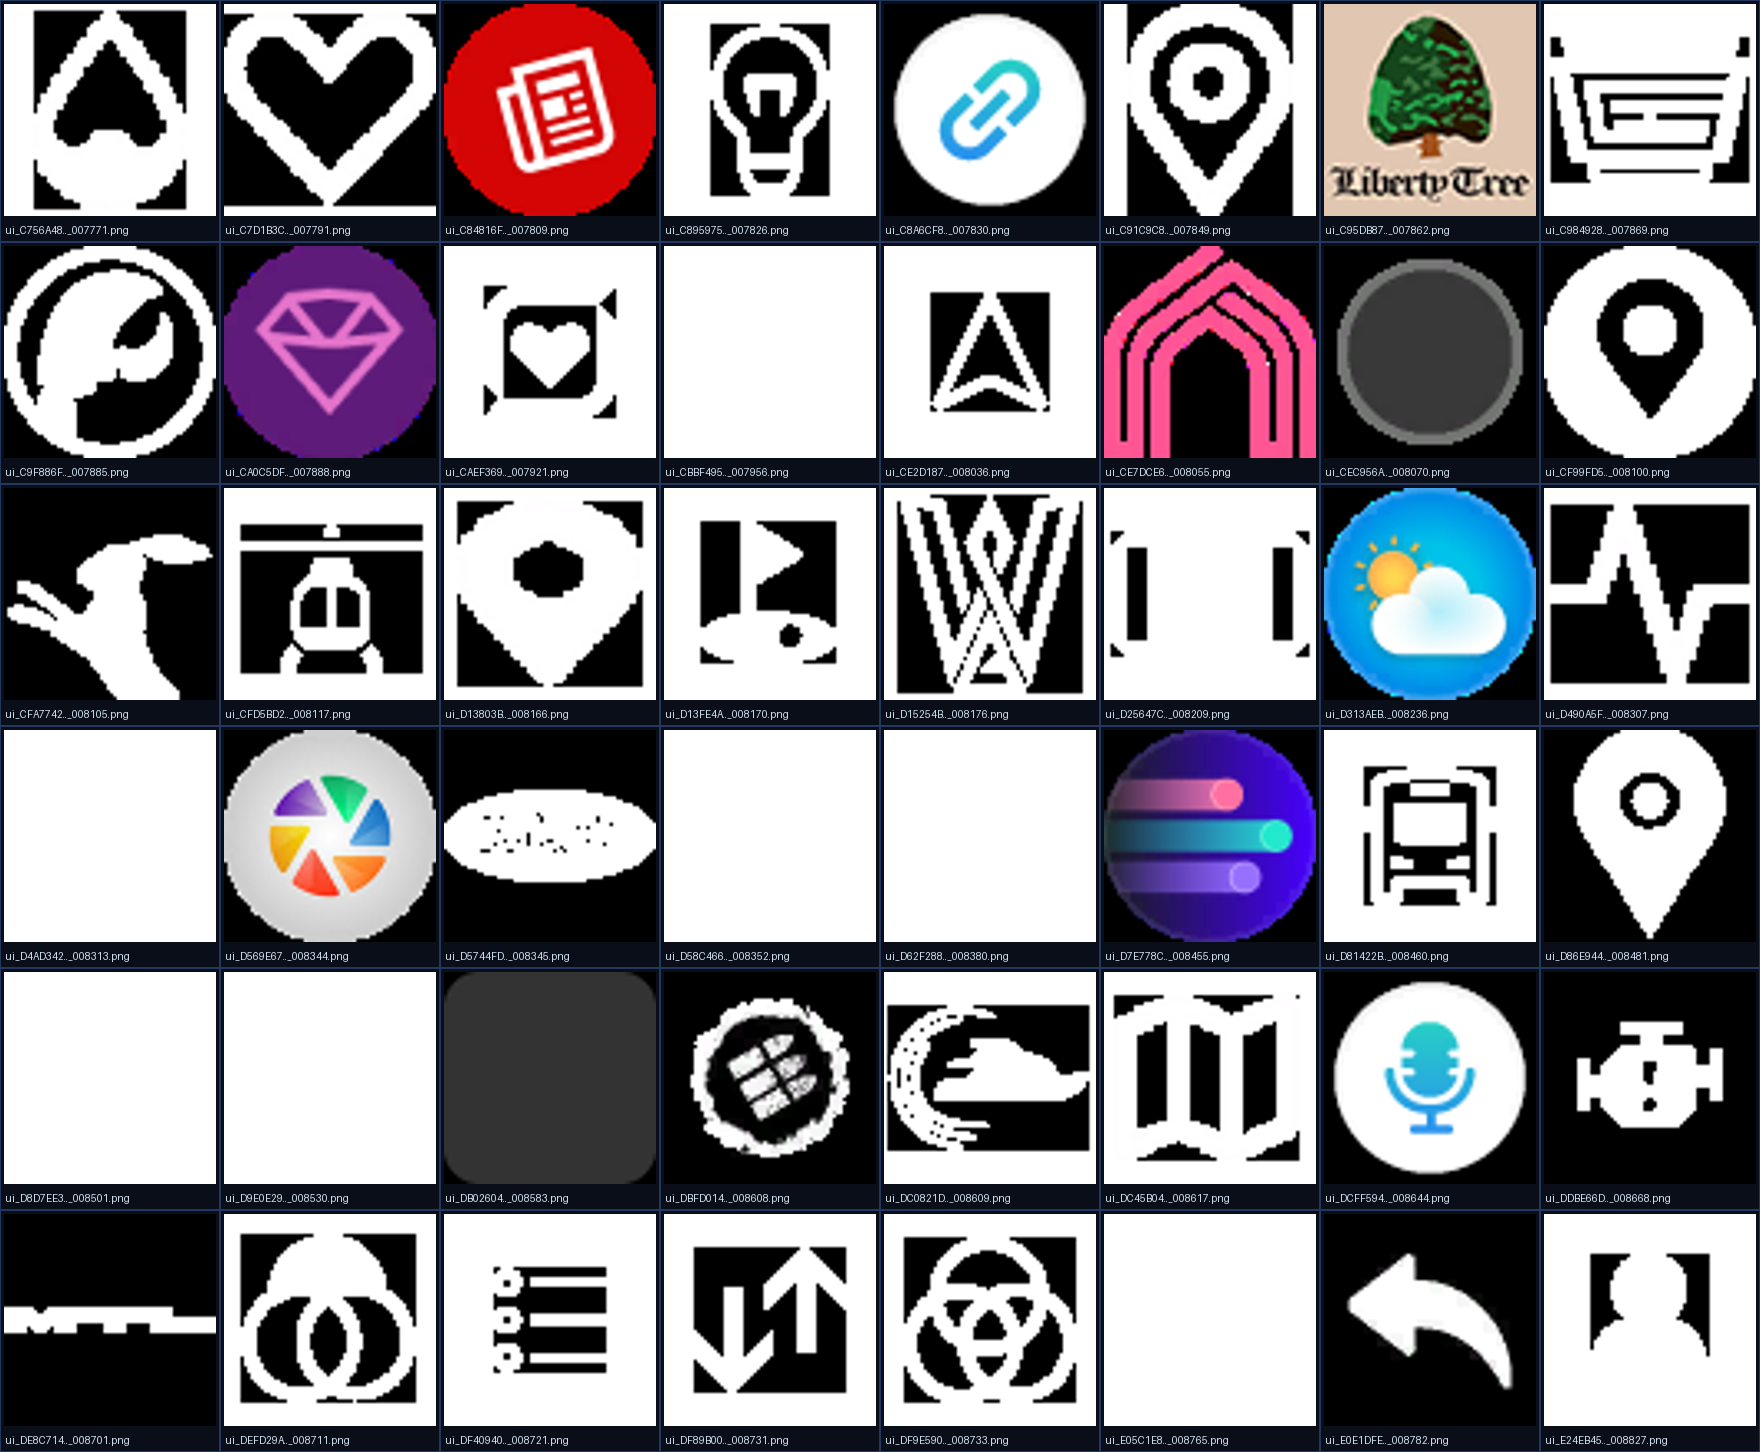 Liberty Tree
ui_C756A48.._007771.png
ui_C7D1B3C.._007791.png
ui_C84816F.._007809.png
ui_C895975.._007826.png
ui_C8A6CF8.._007830.png
ui_C91C9C8.._007849.png
ui_C95DB87.._007862.png
ui_C984928.._007869.png
ui_C9F886F.._007885.png
ui_CA0C5DF.._007888.png
ui_CAEF369.._007921.png
ui_CBBF495.._007956.png
ui_CE2D187.._008036.png
ui_CE7DCE6.._008055.png
ui_CEC956A.._008070.png
ui_CF99FD5.._008100.png
ui_CFA7742.._008105.png
ui_CFD5BD2.._008117.png
ui_D13803B.._008166.png
ui_D13FE4A.._008170.png
ui_D15254B.._008176.png
ui_D25647C.._008209.png
ui_D313AEB.._008236.png
ui_D490A5F.._008307.png
ui_D4AD342.._008313.png
ui_D569E67.._008344.png
ui_D5744FD.._008345.png
ui_D58C466.._008352.png
ui_D62F288.._008380.png
ui_D7E778C.._008455.png
ui_D81422B.._008460.png
ui_D86E944.._008481.png
ui_D8D7EE3.._008501.png
ui_D9E0E29.._008530.png
ui_DB02604.._008583.png
ui_DBFD014.._008608.png
ui_DC0821D.._008609.png
ui_DC45B04.._008617.png
ui_DCFF594.._008644.png
ui_DDBE66D.._008668.png
ui_DE8C714.._008701.png
ui_DEFD29A.._008711.png
ui_DF40940.._008721.png
ui_DF89B00.._008731.png
ui_DF9E590.._008733.png
ui_E05C1E8.._008765.png
ui_E0E1DFE.._008782.png
ui_E24EB45.._008827.png